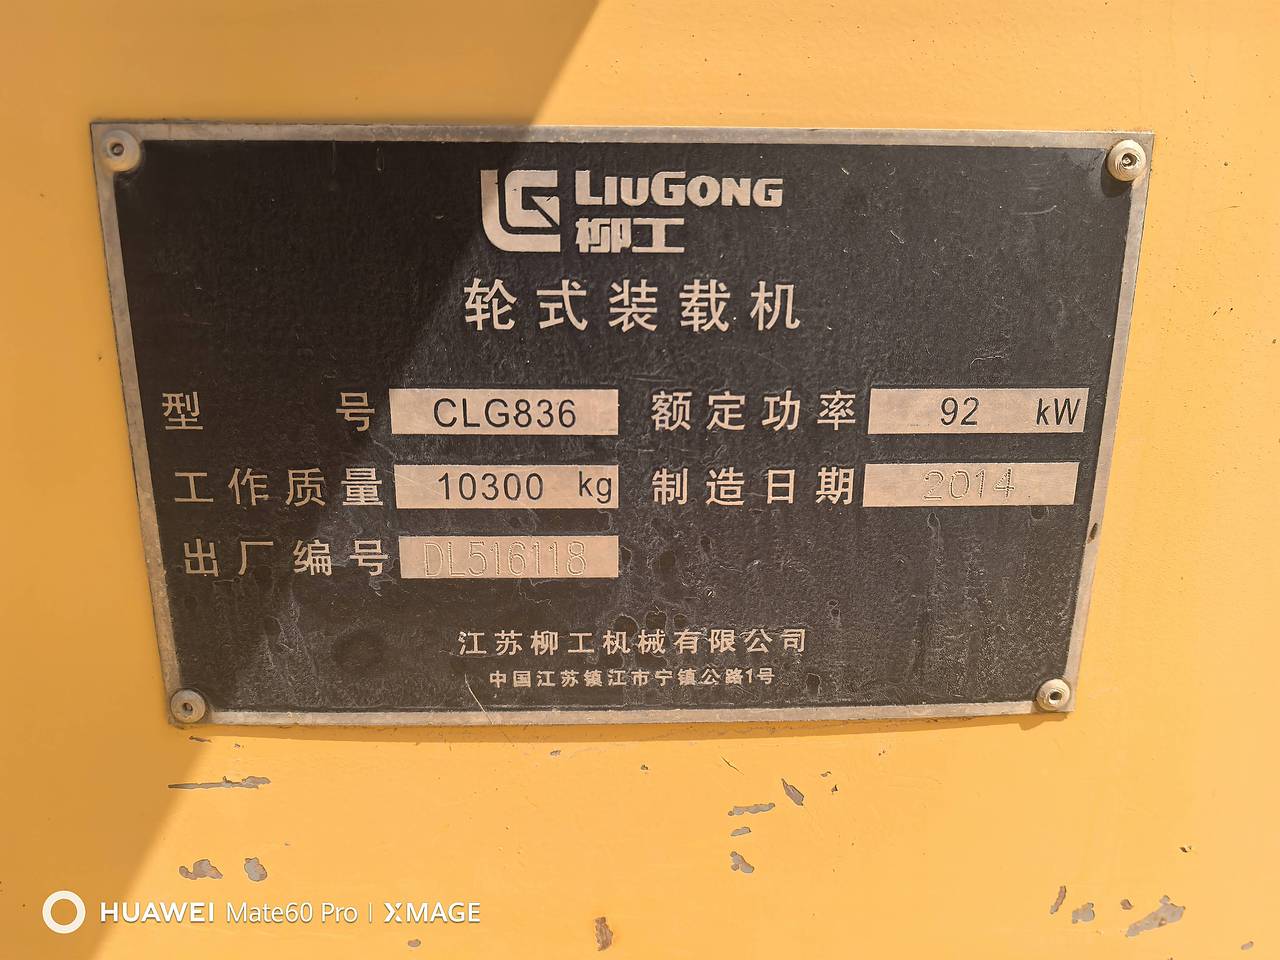 LG LIUGONG
柳工
轮式装载机
型号 CLG836 额定功率 92 kW
工作质量 10300 kg 制造日期 2014
出厂编号 DL516118
江苏柳工机械有限公司
中国江苏镇江市宁镇公路1号
HUAWEI Mate60 Pro | XMAGE